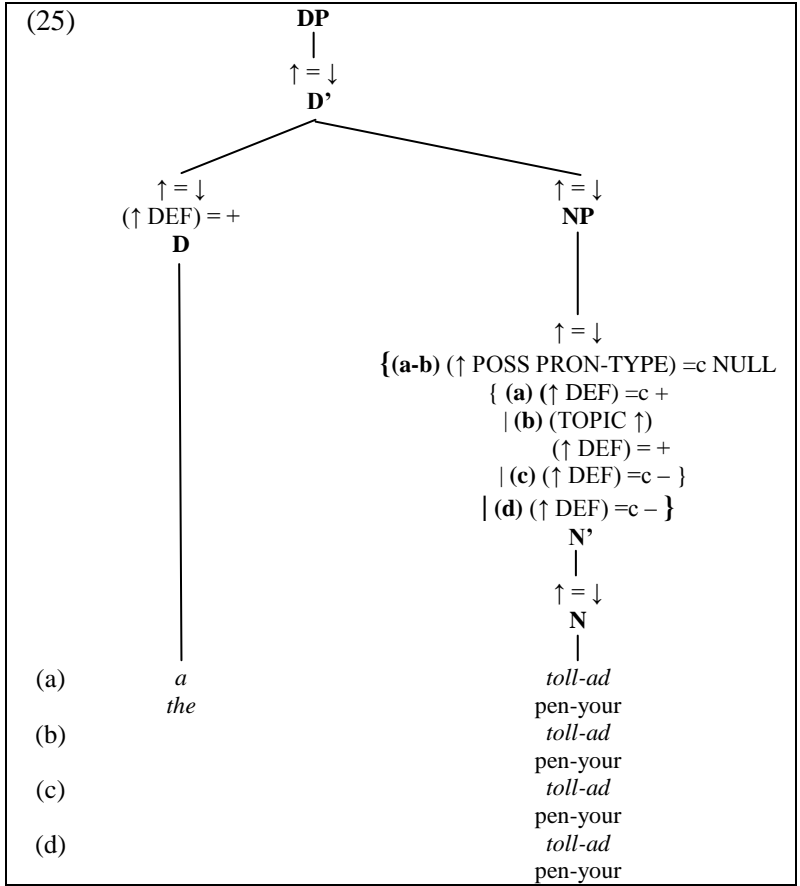 (25) DP
↑ = ↓
D’
↑ = ↓ ↑ = ↓
(↑ DEF) = + NP
D
↑ = ↓
{(a-b) (↑ POSS PRON-TYPE) =c NULL
{ (a) (↑ DEF) =c +
| (b) (TOPIC ↑)
(↑ DEF) = +
| (c) (↑ DEF) =c – }
| (d) (↑ DEF) =c – }
N’
↑ = ↓
N
(a) a toll-ad
the pen-your
(b) toll-ad
pen-your
(c) toll-ad
pen-your
(d) toll-ad
pen-your